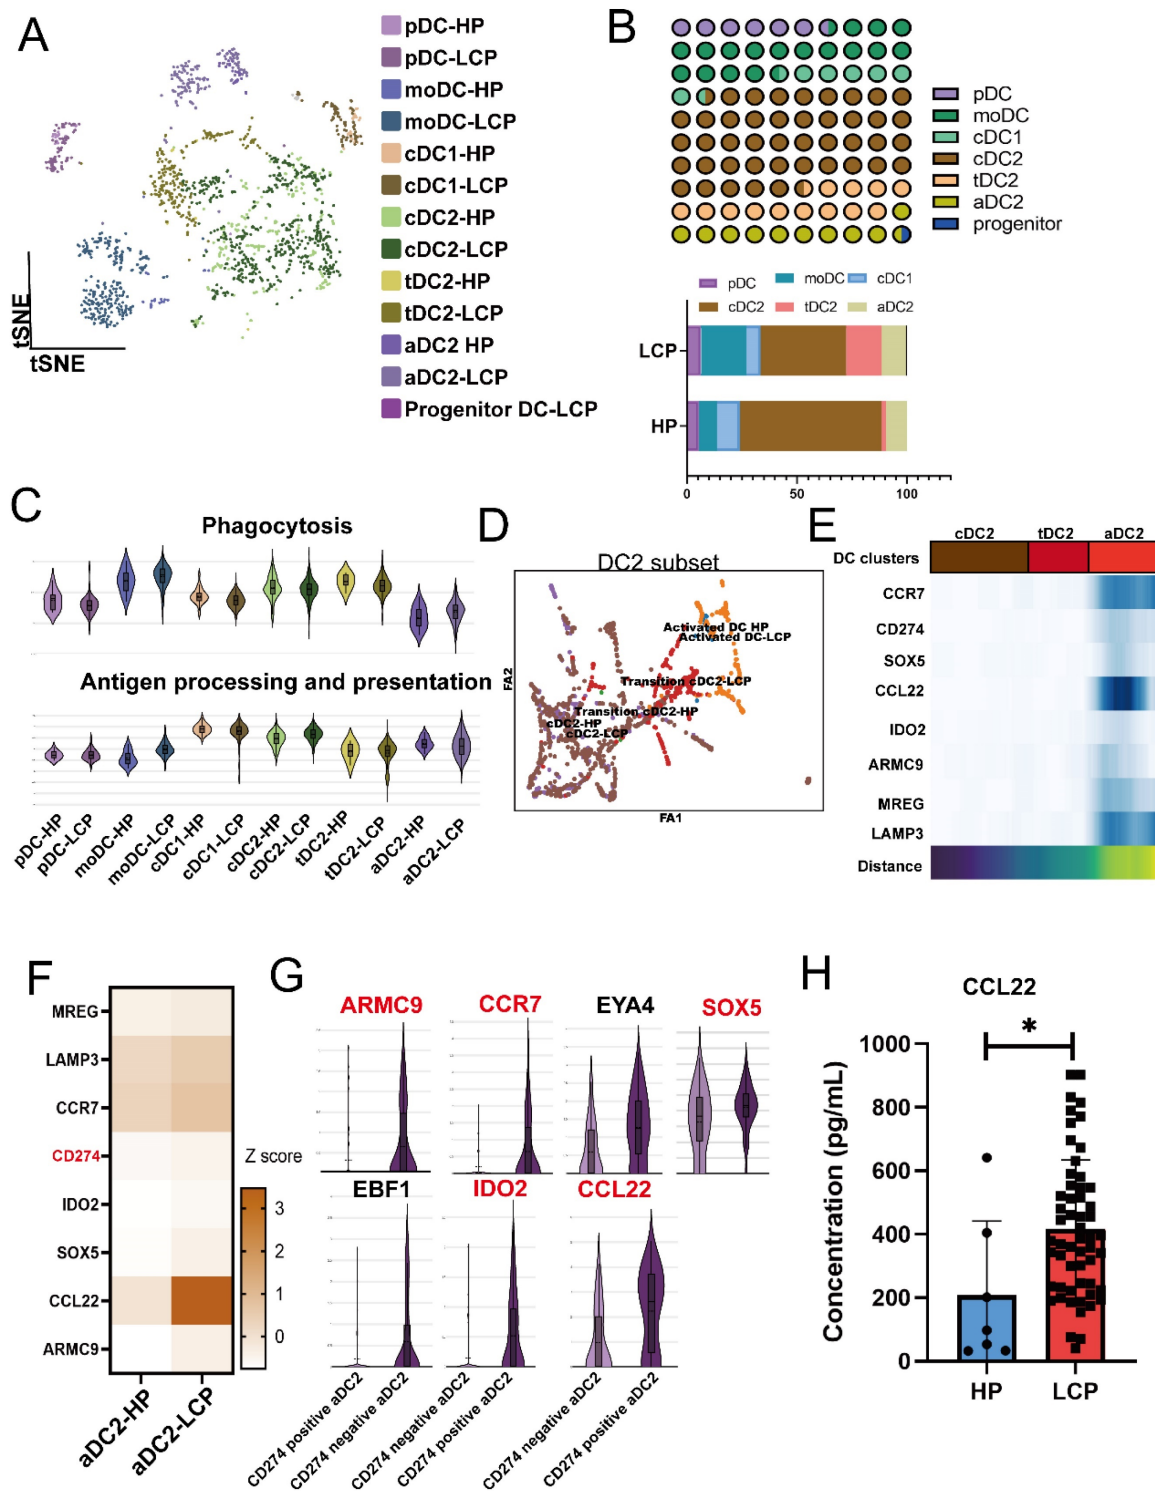 A
pDC-HP
pDC-LCP
moDC-HP
moDC-LCP
cDC1-HP
cDC1-LCP
cDC2-HP
cDC2-LCP
tDC2-HP
tDC2-LCP
aDC2 HP
aDC2-LCP
Progenitor DC-LCP
tSNE
tSNE
B
pDC
moDC
cDC1
cDC2
tDC2
aDC2
progenitor
pDC moDC cDC1
cDC2 tDC2 aDC2
LCP
HP
0 50 100
C
Phagocytosis
Antigen processing and presentation
pDC-HP
pDC-LCP
moDC-HP
moDC-LCP
cDC1-HP
cDC1-LCP
cDC2-HP
cDC2-LCP
tDC2-HP
tDC2-LCP
aDC2-HP
aDC2-LCP
D
DC2 subset
Activated DC HP
Activated DC-LCP
Transition cDC2-LCP
Transition cDC2-HP
cDC2-HP
cDC2-LCP
FA2
FA1
E
cDC2 tDC2 aDC2
DC clusters
CCR7
CD274
SOX5
CCL22
IDO2
ARMC9
MREG
LAMP3
Distance
F
MREG
LAMP3
CCR7
CD274
IDO2
SOX5
CCL22
ARMC9
Z score
3
2
1
0
aDC2-HP
aDC2-LCP
G
ARMC9 CCR7 EYA4 SOX5
EBF1 IDO2 CCL22
CD274 positive aDC2
CD274 negative aDC2
CD274 negative aDC2
CD274 positive aDC2
CD274 negative aDC2
CD274 positive aDC2
H
CCL22
*
Concentration (pg/mL)
1000
800
600
400
200
0
HP LCP